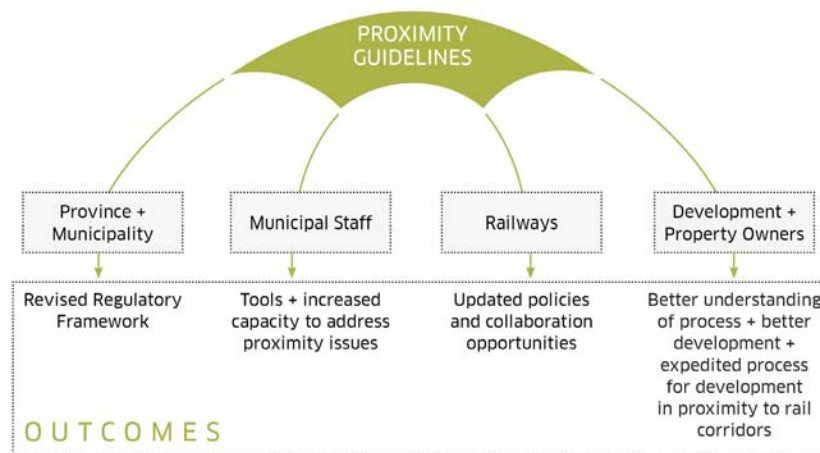 PROXIMITY
GUIDELINES
Province +
Municipality
Municipal Staff
Railways
Development +
Property Owners
Revised Regulatory
Framework
Tools + increased
capacity to address
proximity issues
Updated policies
and collaboration
opportunities
Better understanding
of process + better
development +
expedited process
for development
in proximity to rail
corridors
OUTCOMES